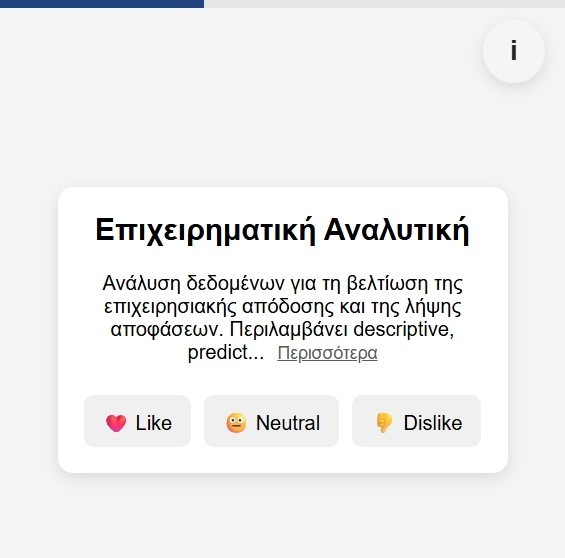 i
Επιχειρηματική Αναλυτική
Ανάλυση δεδομένων για τη βελτίωση της
επιχειρησιακής απόδοσης και της λήψης
αποφάσεων. Περιλαμβάνει descriptive,
predict... Περισσότερα
Like Neutral Dislike